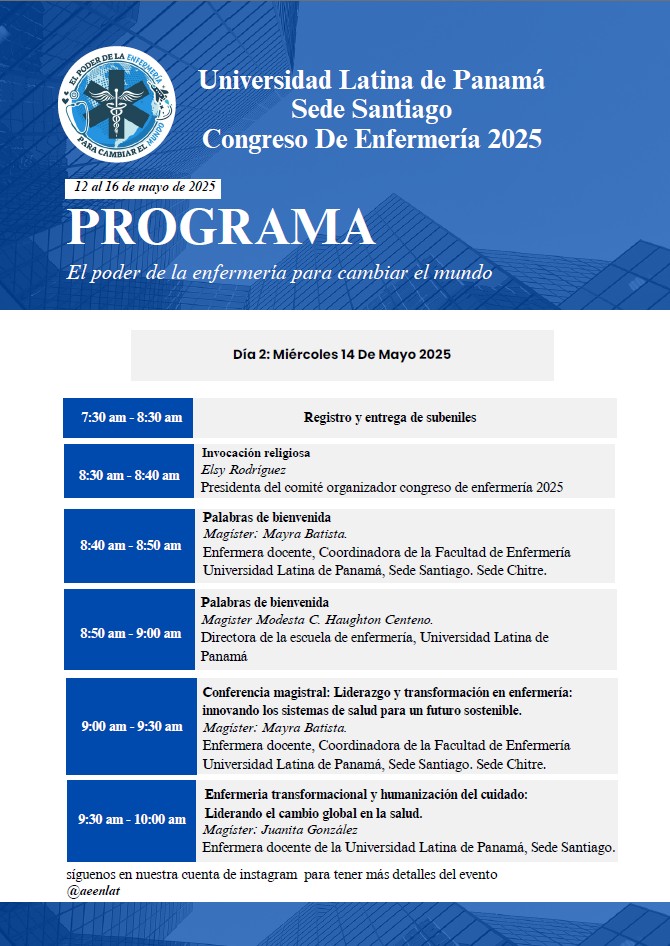 EL PODER DE LA ENFERMERÍA
PARA CAMBIAR EL MUNDO
Universidad Latina de Panamá
Sede Santiago
Congreso De Enfermería 2025
12 al 16 de mayo de 2025
PROGRAMA
El poder de la enfermería para cambiar el mundo
Día 2: Miércoles 14 De Mayo 2025
7:30 am - 8:30 am
Registro y entrega de subeniles
8:30 am - 8:40 am
Invocación religiosa
Elsy Rodríguez
Presidenta del comité organizador congreso de enfermería 2025
8:40 am - 8:50 am
Palabras de bienvenida
Magíster: Mayra Batista.
Enfermera docente, Coordinadora de la Facultad de Enfermería
Universidad Latina de Panamá, Sede Santiago. Sede Chitre.
8:50 am - 9:00 am
Palabras de bienvenida
Magister Modesta C. Haughton Centeno.
Directora de la escuela de enfermería, Universidad Latina de
Panamá
9:00 am - 9:30 am
Conferencia magistral: Liderazgo y transformación en enfermería:
innovando los sistemas de salud para un futuro sostenible.
Magíster: Mayra Batista.
Enfermera docente, Coordinadora de la Facultad de Enfermería
Universidad Latina de Panamá, Sede Santiago. Sede Chitre.
9:30 am - 10:00 am
Enfermeria transformacional y humanización del cuidado:
Liderando el cambio global en la salud.
Magíster: Juanita González
Enfermera docente de la Universidad Latina de Panamá, Sede Santiago.
síguenos en nuestra cuenta de instagram para tener más detalles del evento
@aeenlat